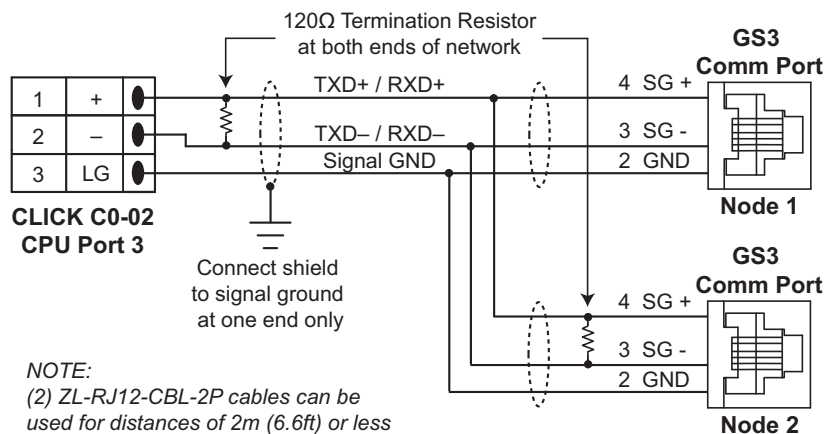 120Ω Termination Resistor
at both ends of network
GS3
Comm Port
1 +
2 –
3 LG
TXD+ / RXD+
TXD– / RXD–
Signal GND
4 SG +
3 SG -
2 GND
Node 1
CLICK C0-02
CPU Port 3
Connect shield
to signal ground
at one end only
GS3
Comm Port
4 SG +
3 SG -
2 GND
Node 2
NOTE:
(2) ZL-RJ12-CBL-2P cables can be
used for distances of 2m (6.6ft) or less